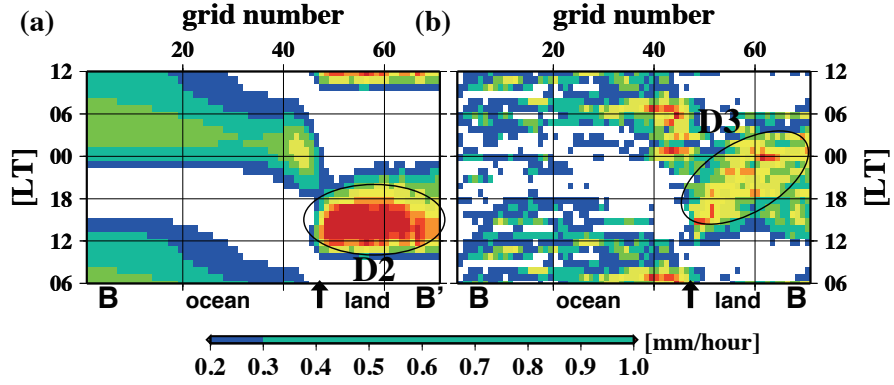 (a) grid number (b) grid number
20 40 60 20 40 60
12 12
06 06
D3
00 00
[LT] [LT]
18 18
12 12
D2
06 06
B ocean land B' B ocean land B
[mm/hour]
0.2 0.3 0.4 0.5 0.6 0.7 0.8 0.9 1.0